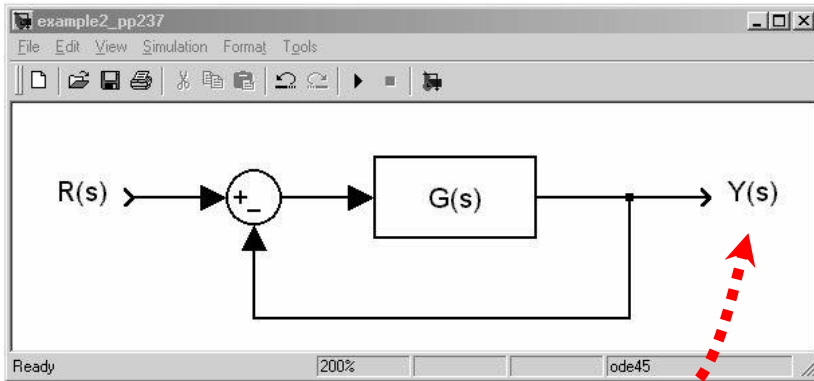 example2_pp237
File Edit View Simulation Format Tools
R(s) + - G(s) Y(s)
Ready 200% ode45